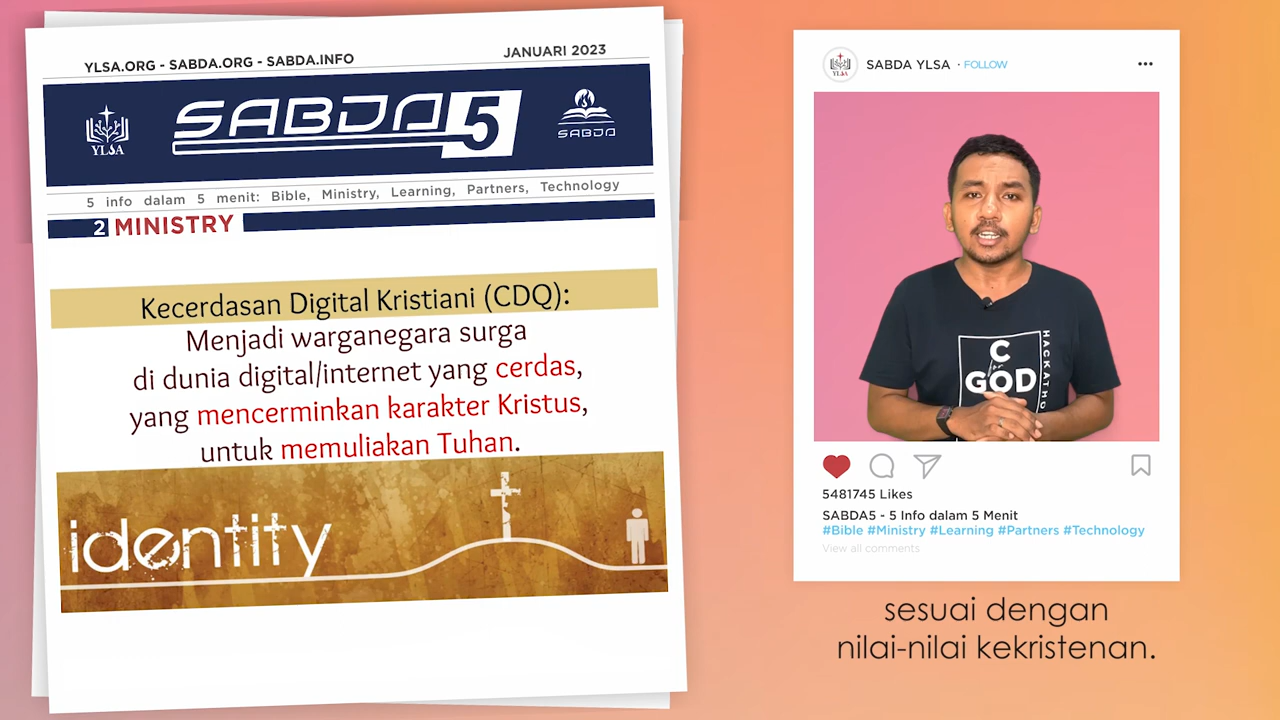 YLSA.ORG - SABDA.ORG - SABDA.INFO
JANUARI 2023
YLSA
SABDA5
SABDA
5 info dalam 5 menit: Bible, Ministry, Learning, Partners, Technology
2 MINISTRY
Kecerdasan Digital Kristiani (CDQ):
Menjadi warganegara surga
di dunia digital/internet yang cerdas,
yang mencerminkan karakter Kristus,
untuk memuliakan Tuhan.
identity
YLSA
SABDA YLSA · FOLLOW
C
GOD
HACKATHO
5481745 Likes
SABDA5 - 5 Info dalam 5 Menit
#Bible #Ministry #Learning #Partners #Technology
View all comments
sesuai dengan
nilai-nilai kekristenan.